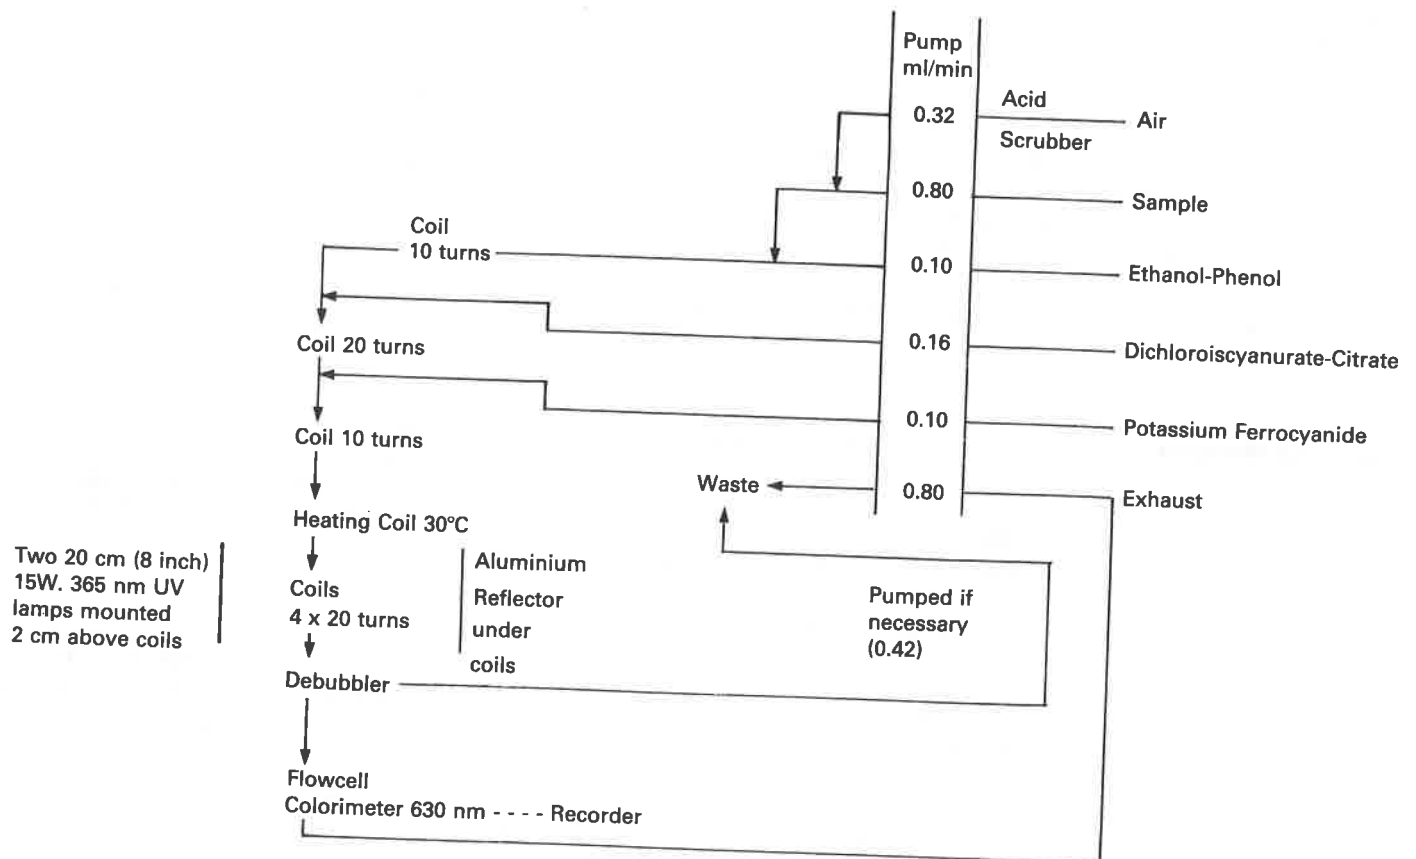 Pump
ml/min
0.32
Acid
Scrubber
Air
0.80
Sample
Coil
10 turns
0.10
Ethanol-Phenol
Coil 20 turns
0.16
Dichloroiscyanurate-Citrate
Coil 10 turns
0.10
Potassium Ferrocyanide
Waste
0.80
Exhaust
Heating Coil 30°C
Two 20 cm (8 inch)
15W. 365 nm UV
lamps mounted
2 cm above coils
Coils
4 x 20 turns
Aluminium
Reflector
under
coils
Pumped if
necessary
(0.42)
Debubbler
Flowcell
Colorimeter 630 nm - - - - Recorder